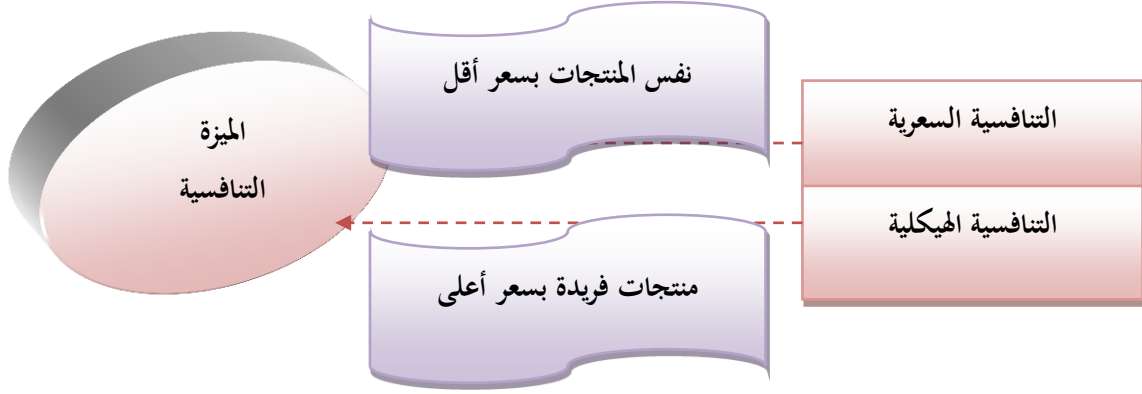 نفس المنتجات بسعر أقل
التنافسية السعرية
الميزة
التنافسية
التنافسية الهيكلية
منتجات فريدة بسعر أعلى